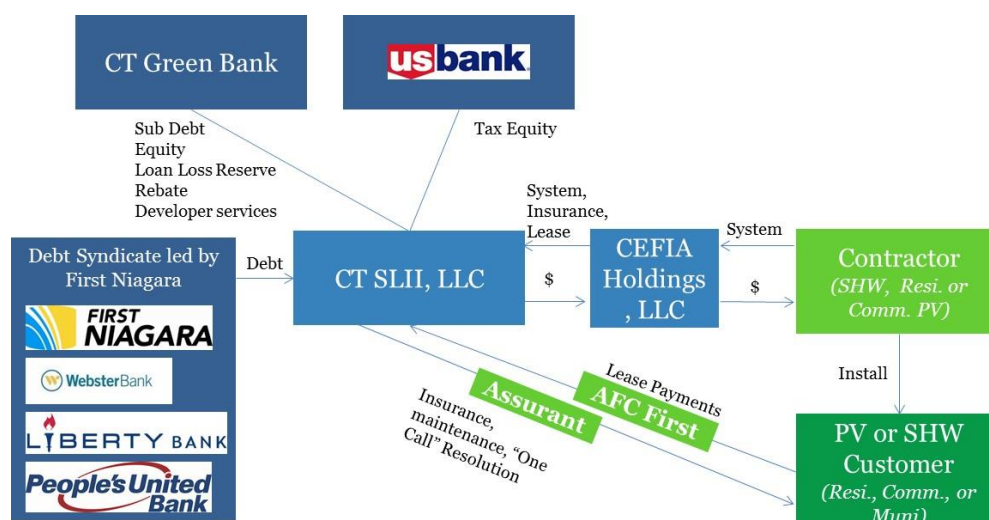 CT Green Bank
usbank
Sub Debt
Equity
Loan Loss Reserve
Rebate
Developer services
Tax Equity
Debt Syndicate led by
First Niagara
FIRST
NIAGARA
WebsterBank
LIBERTY BANK
People's United
Bank
Debt
CT SLII, LLC
System,
Insurance,
Lease
$
CEFIA
Holdings
, LLC
System
$
Contractor
(SHW, Resi. or
Comm. PV)
Install
Lease Payments
AFC First
Assurant
Insurance,
maintenance, “One
Call” Resolution
PV or SHW
Customer
(Resi., Comm., or
Muni)